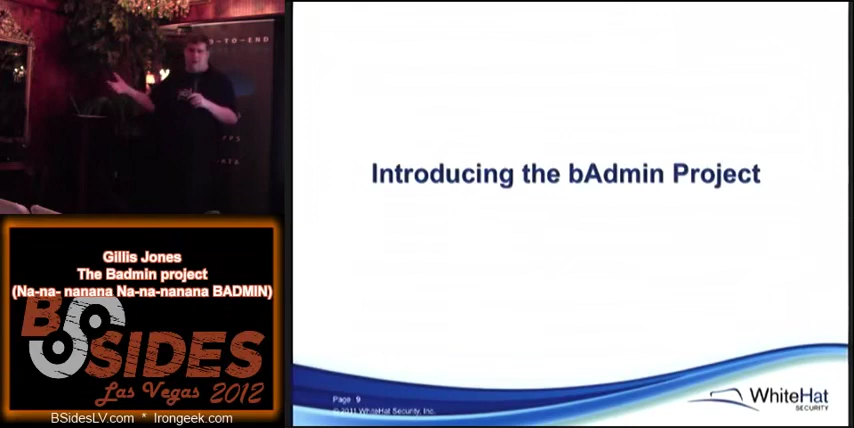 Gillis Jones
The Badmin project
(Na-na- nanana Na-na-nanana BADMIN)
BSIDES
Las Vegas 2012
BSidesLV.com * Irongeek.com
Introducing the bAdmin Project
Page 9
© 2011 WhiteHat Security, Inc.
WhiteHat
SECURITY